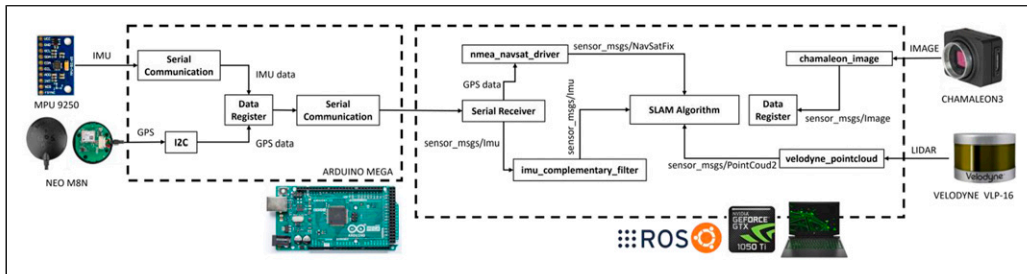 IMU
MPU 9250
Serial
Communication
IMU data
Data
Register
Serial
Communication
GPS
I2C
GPS data
NEO M8N
ARDUINO MEGA
nmea_navsat_driver
sensor_msgs/NavSatFix
GPS data
Serial Receiver
sensor_msgs/Imu
imu_complementary_filter
sensor_msgs/Imu
SLAM Algorithm
sensor_msgs/PointCoud2
velodyne_pointcloud
Data
Register
sensor_msgs/Image
chamaleon_image
IMAGE
CHAMALEON3
LIDAR
Velodyne
VELODYNE VLP-16
ROS
NVIDIA
GEFORCE
GTX
1050 Ti